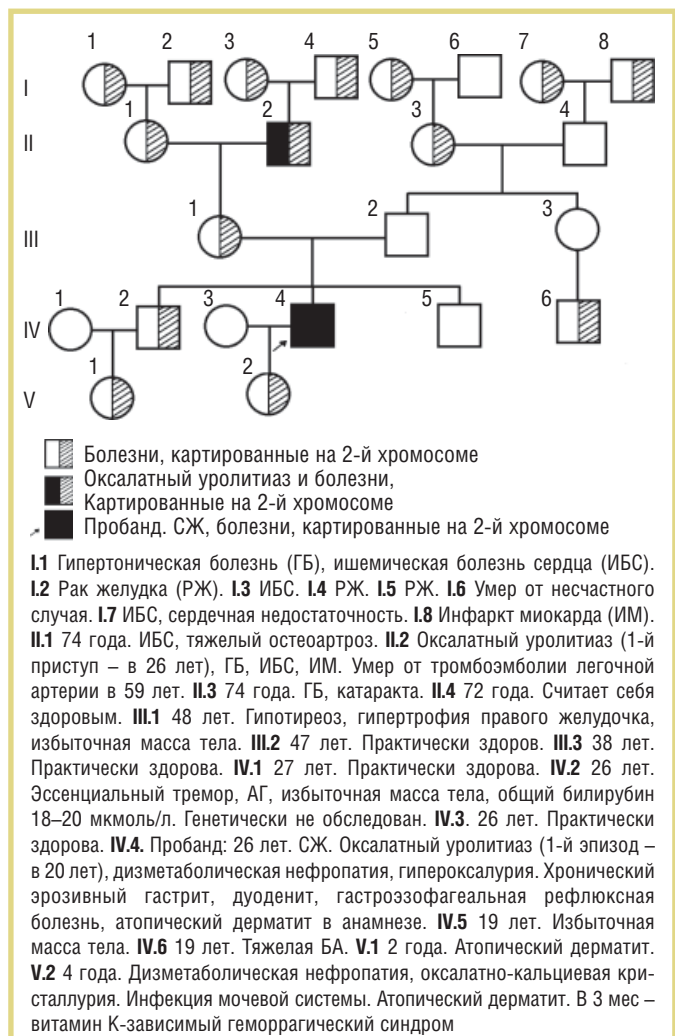 1 2 3 4 5 6 7 8
I
1 2 3 4
II
1 2 3
III
1 2 3 4 5 6
IV
1 2
V
Болезни, картированные на 2-й хромосоме
Оксалатный уролитиаз и болезни,
Картированные на 2-й хромосоме
Пробанд. СЖ, болезни, картированные на 2-й хромосоме
I.1 Гипертоническая болезнь (ГБ), ишемическая болезнь сердца (ИБС).
I.2 Рак желудка (РЖ). I.3 ИБС. I.4 РЖ. I.5 РЖ. I.6 Умер от несчастного
случая. I.7 ИБС, сердечная недостаточность. I.8 Инфаркт миокарда (ИМ).
II.1 74 года. ИБС, тяжелый остеоартроз. II.2 Оксалатный уролитиаз (1-й
приступ – в 26 лет), ГБ, ИБС, ИМ. Умер от тромбоэмболии легочной
артерии в 59 лет. II.3 74 года. ГБ, катаракта. II.4 72 года. Считает себя
здоровым. III.1 48 лет. Гипотиреоз, гипертрофия правого желудочка,
избыточная масса тела. III.2 47 лет. Практически здоров. III.3 38 лет.
Практически здорова. IV.1 27 лет. Практически здорова. IV.2 26 лет.
Эссенциальный тремор, АГ, избыточная масса тела, общий билирубин
18–20 мкмоль/л. Генетически не обследован. IV.3. 26 лет. Практически
здорова. IV.4. Пробанд: 26 лет. СЖ. Оксалатный уролитиаз (1-й эпизод –
в 20 лет), дизметаболическая нефропатия, гипероксалурия. Хронический
эрозивный гастрит, дуоденит, гастроэзофагеальная рефлюксная
болезнь, атопический дерматит в анамнезе. IV.5 19 лет. Избыточная
масса тела. IV.6 19 лет. Тяжелая БА. V.1 2 года. Атопический дерматит.
V.2 4 года. Дизметаболическая нефропатия, оксалатно-кальциевая кри-
сталлурия. Инфекция мочевой системы. Атопический дерматит. В 3 мес –
витамин К-зависимый геморрагический синдром